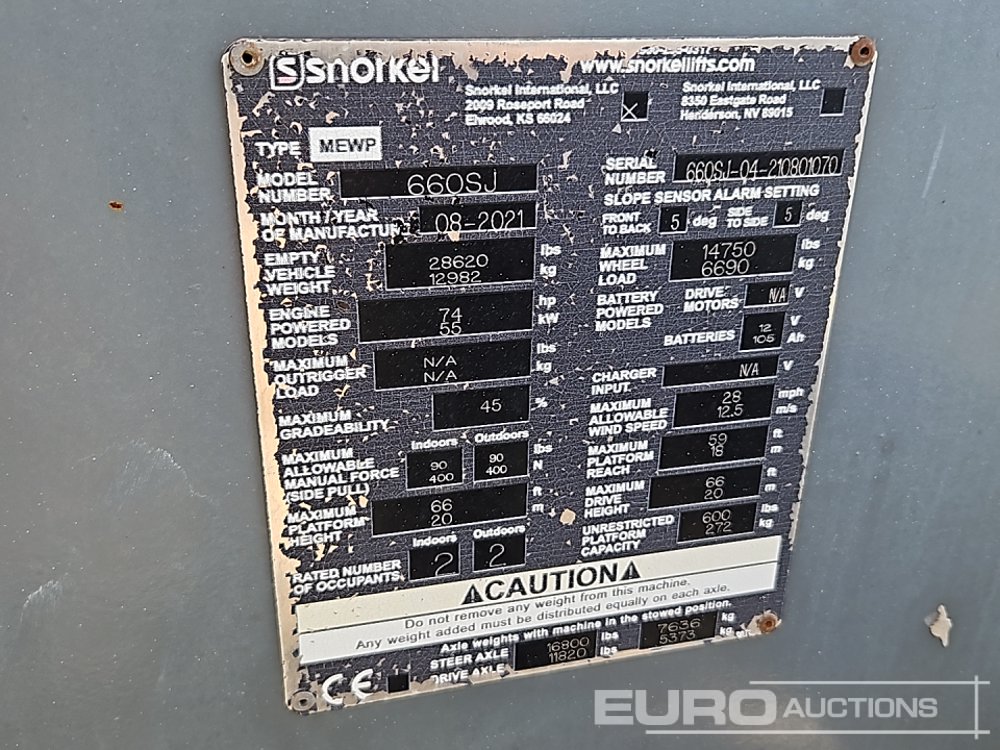 Snorkel
www.snorkellifts.com
Snorkel International, LLC
2009 Roseport Road
Elwood, KS 66024
Snorkel International, LLC
8350 Eastgate Road
Henderson, NV 89015
TYPE MEWP
MODEL NUMBER 660SJ
SERIAL NUMBER 660SJ-04-210801070
MONTH / YEAR OF MANUFACTURE 08-2021
SLOPE SENSOR ALARM SETTING
FRONT TO BACK 5 deg SIDE TO SIDE 5 deg
EMPTY VEHICLE WEIGHT 28620 lbs
12982 kg
MAXIMUM WHEEL LOAD 14750 lbs
6690 kg
ENGINE POWERED MODELS 74 hp
55 kW
BATTERY POWERED MODELS DRIVE MOTORS N/A V
BATTERIES 12 V
105 Ah
MAXIMUM OUTRIGGER LOAD N/A lbs
N/A kg
CHARGER INPUT. N/A V
MAXIMUM GRADEABILITY 45 %
MAXIMUM ALLOWABLE WIND SPEED 28 mph
12.5 m/s
MAXIMUM ALLOWABLE MANUAL FORCE (SIDE PULL)
Indoors Outdoors
90 90 lbs
400 400 N
MAXIMUM PLATFORM REACH 59 ft
18 m
MAXIMUM PLATFORM HEIGHT 66 ft
20 m
MAXIMUM DRIVE HEIGHT 66 ft
20 m
RATED NUMBER OF OCCUPANTS
Indoors Outdoors
2 2
UNRESTRICTED PLATFORM CAPACITY 600 lbs
272 kg
CAUTION
Do not remove any weight from this machine.
Any weight added must be distributed equally on each axle.
Axle weights with machine in the stowed position.
STEER AXLE 16800 lbs 7636 kg
DRIVE AXLE 11820 lbs 5373 kg
CE
EURO AUCTIONS